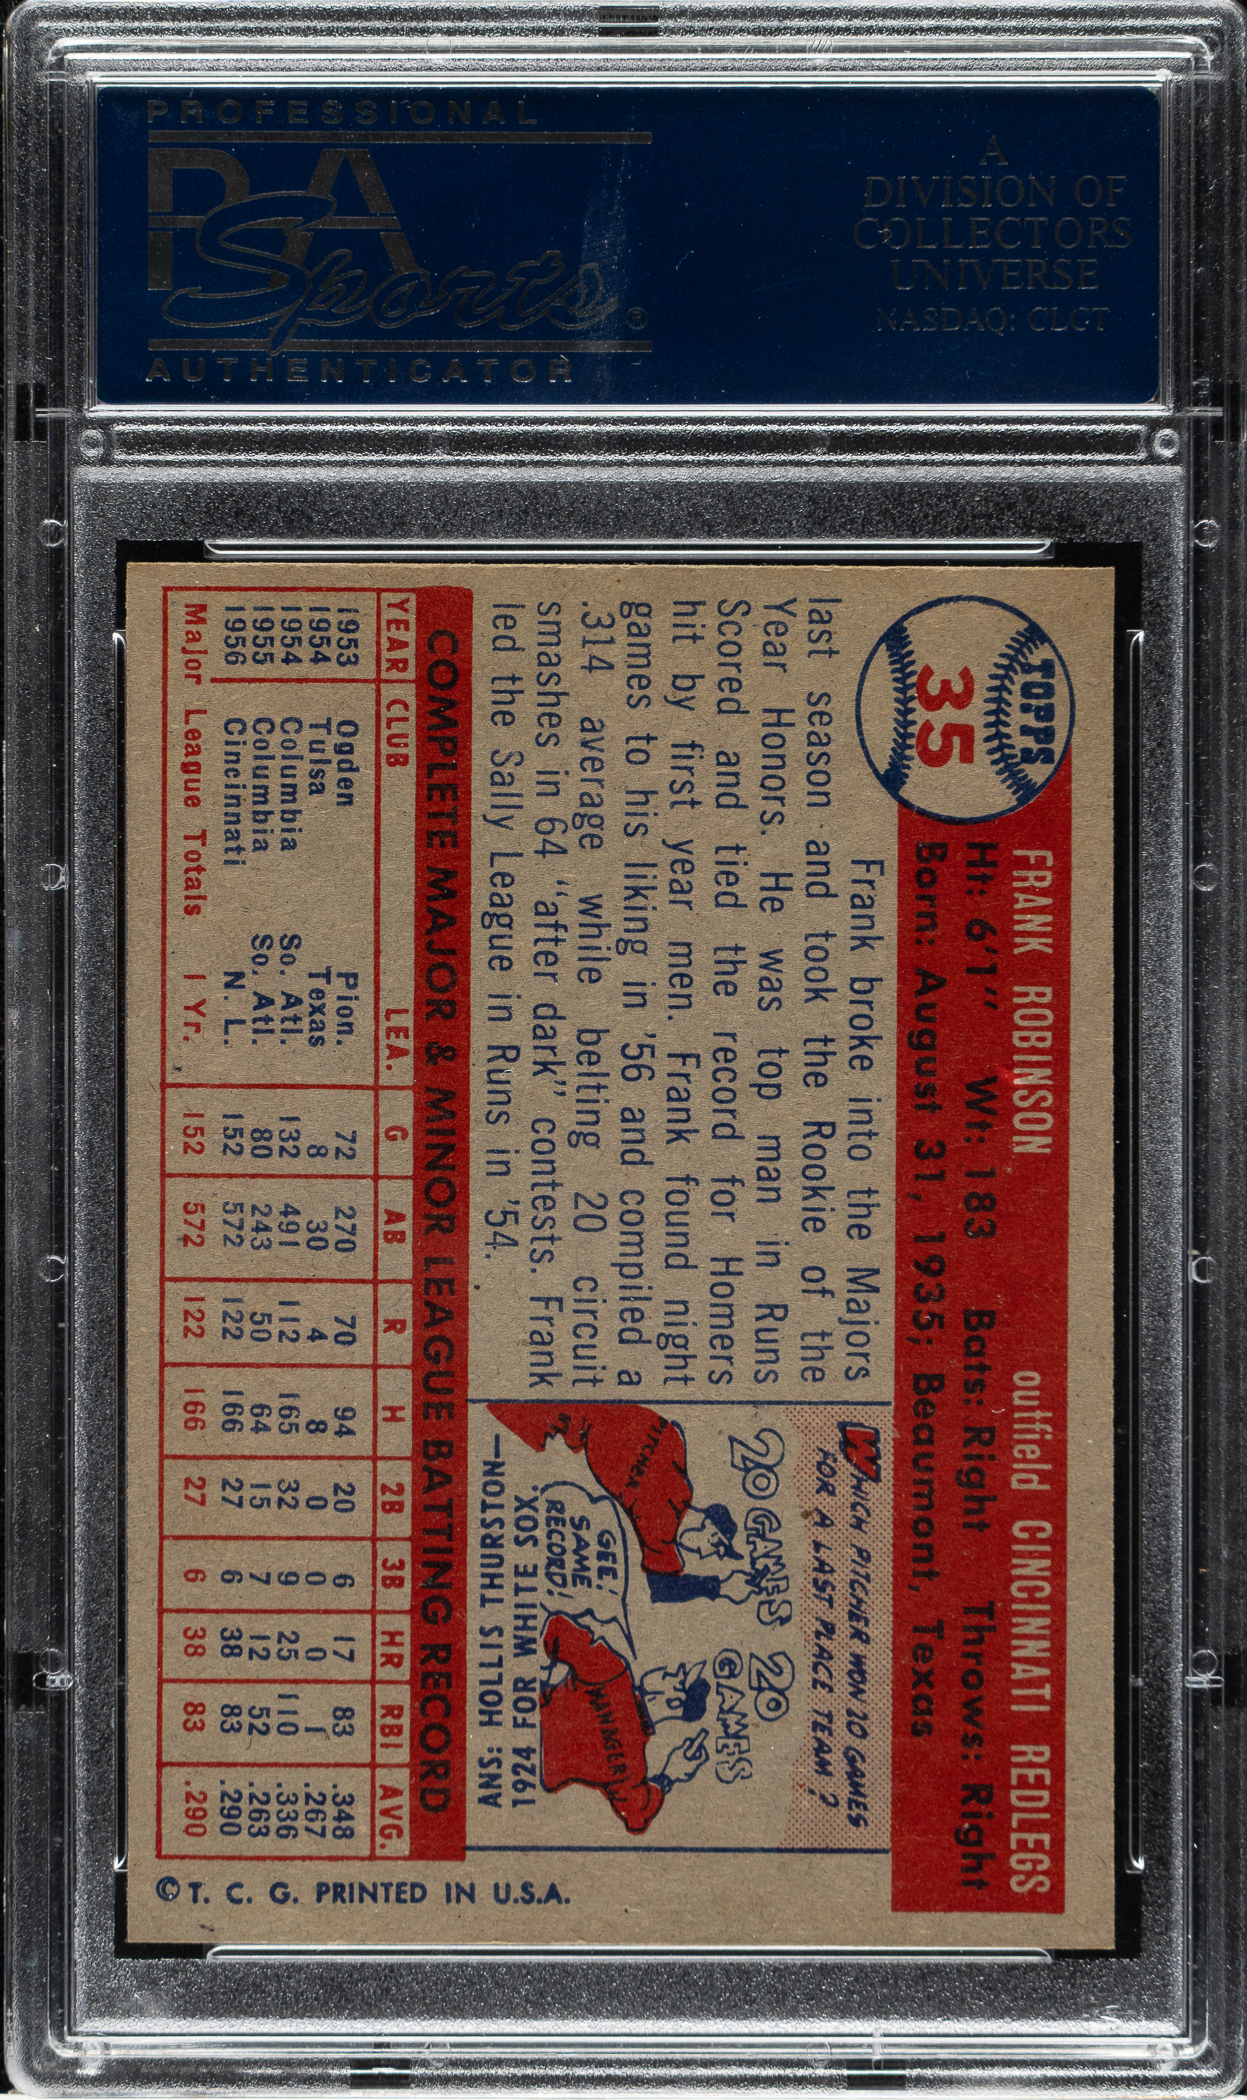 PROFESSIONAL
PSA
Sports®
AUTHENTICATOR
A
DIVISION OF
COLLECTORS
UNIVERSE
NASDAQ: CLCT
TOPPS
35
FRANK ROBINSON outfield CINCINNATI REDLEGS
Ht: 6'1" Wt: 183 Bats: Right Throws: Right
Born: August 31, 1935; Beaumont, Texas
Frank broke into the Majors
last season and took the Rookie of the
Year Honors. He was top man in Runs
Scored and tied the record for Homers
hit by first year men. Frank found night
games to his liking in '56 and compiled a
.314 average while belting 20 circuit
smashes in 64 "after dark" contests. Frank
led the Sally League in Runs in '54.
WHICH PITCHER WON 20 GAMES
FOR A LAST PLACE TEAM?
20 GAMES
20 GAMES
PITCHER
GEE!
SAME
RECORD!
MANAGER
ANS: HOLLIS THURSTON—
1924 FOR WHITE SOX.
COMPLETE MAJOR & MINOR LEAGUE BATTING RECORD
YEAR CLUB LEA. G AB R H 2B 3B HR RBI AVG.
1953 Ogden Pion. 72 270 70 94 20 6 17 83 .348
1954 Tulsa Texas 8 30 4 8 0 0 0 1 .267
1954 Columbia So. Atl. 132 491 112 165 32 9 25 110 .336
1955 Columbia So. Atl. 80 243 50 64 15 7 12 52 .263
1956 Cincinnati N. L. 152 572 122 166 27 6 38 83 .290
Major League Totals 1 Yr. 152 572 122 166 27 6 38 83 .290
© T. C. G. PRINTED IN U.S.A.